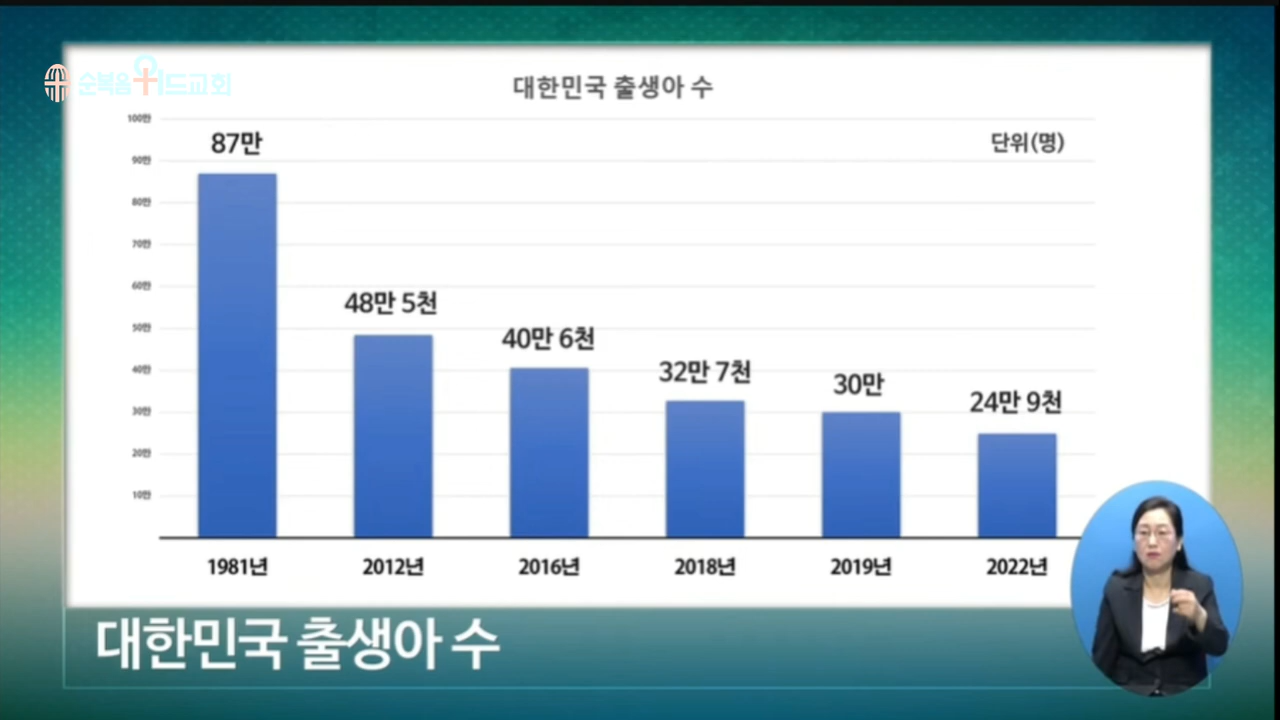 순복음위드교회
대한민국 출생아 수
단위(명)
100만
90만
80만
70만
60만
50만
40만
30만
20만
10만
87만
48만 5천
40만 6천
32만 7천
30만
24만 9천
1981년
2012년
2016년
2018년
2019년
2022년
대한민국 출생아 수